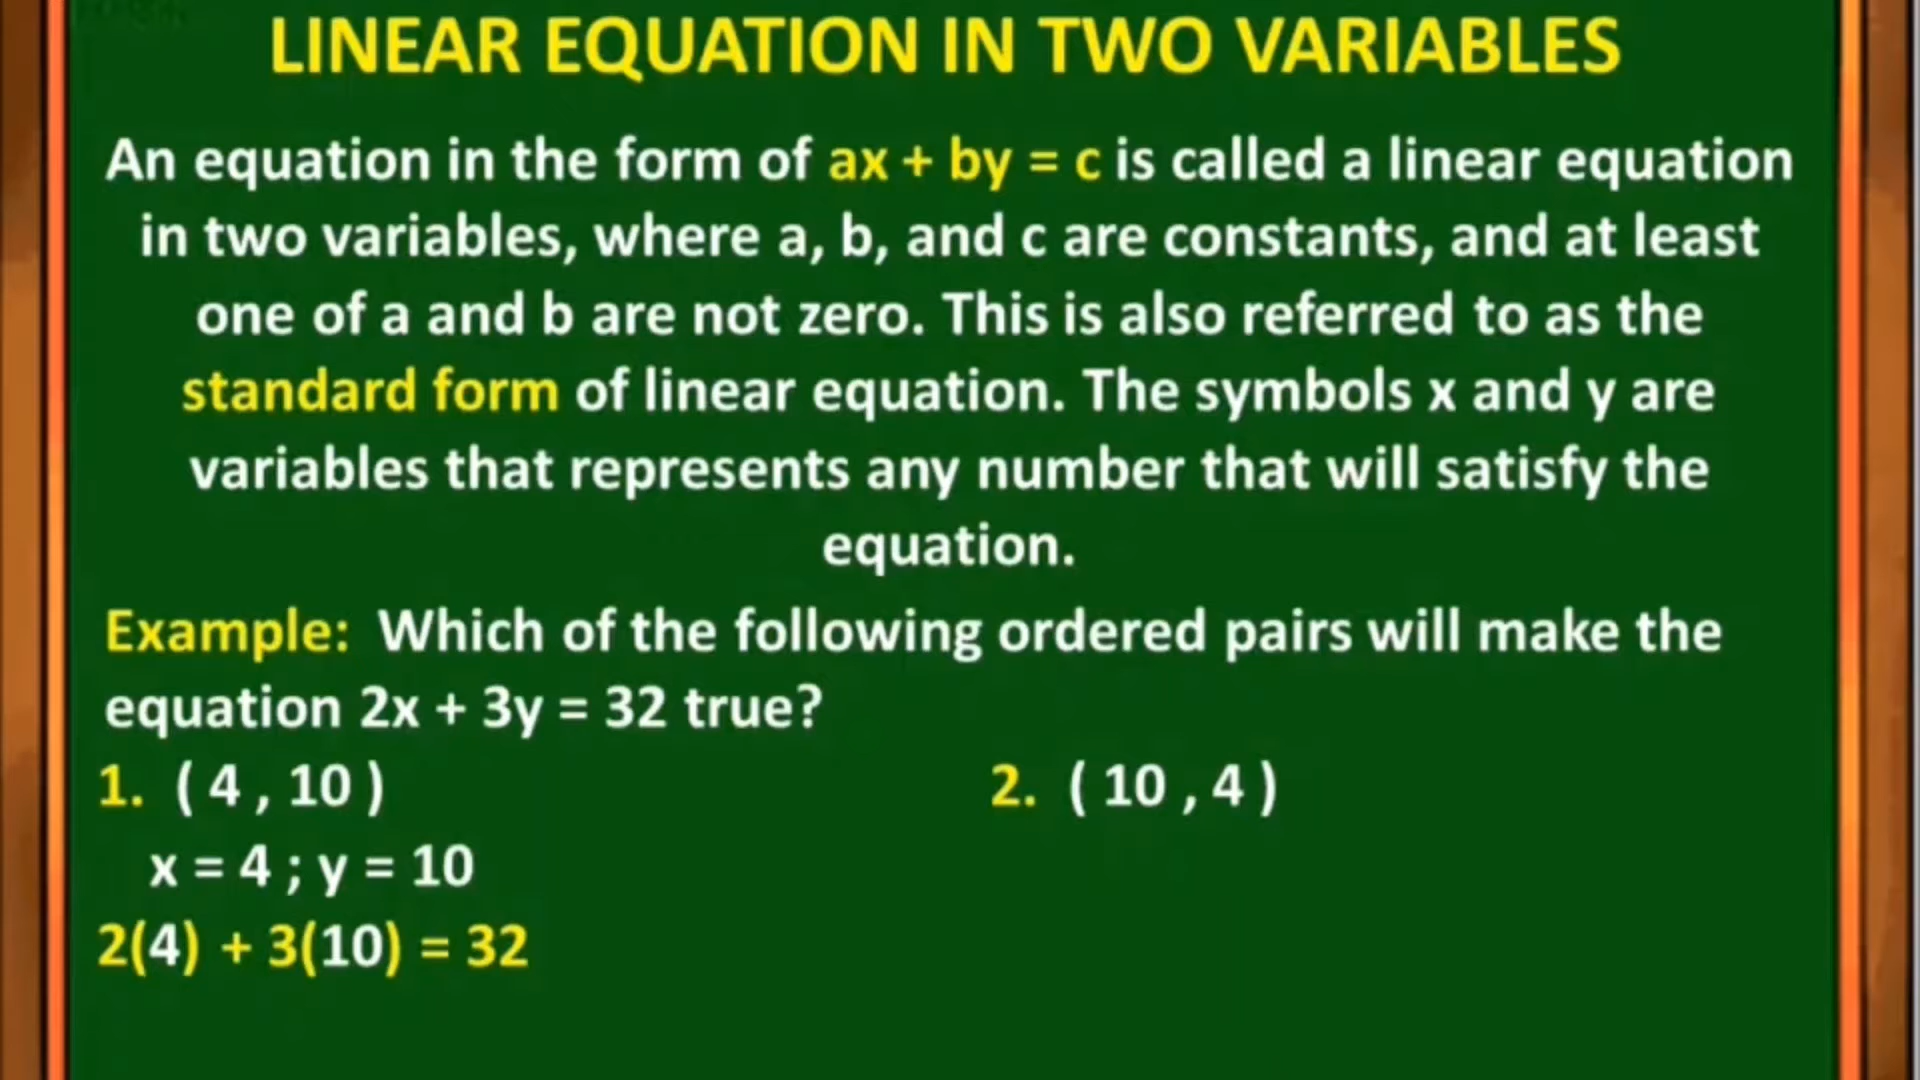 LINEAR EQUATION IN TWO VARIABLES
An equation in the form of ax + by = c is called a linear equation
in two variables, where a, b, and c are constants, and at least
one of a and b are not zero. This is also referred to as the
standard form of linear equation. The symbols x and y are
variables that represents any number that will satisfy the
equation.
Example: Which of the following ordered pairs will make the
equation 2x + 3y = 32 true?
1. ( 4 , 10 )
2. ( 10 , 4 )
x = 4 ; y = 10
2(4) + 3(10) = 32